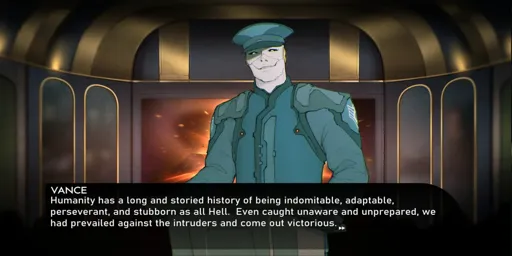 VANCE
Humanity has a long and storied history of being indomitable, adaptable,
perseverant, and stubborn as all Hell. Even caught unaware and unprepared, we
had prevailed against the intruders and come out victorious.